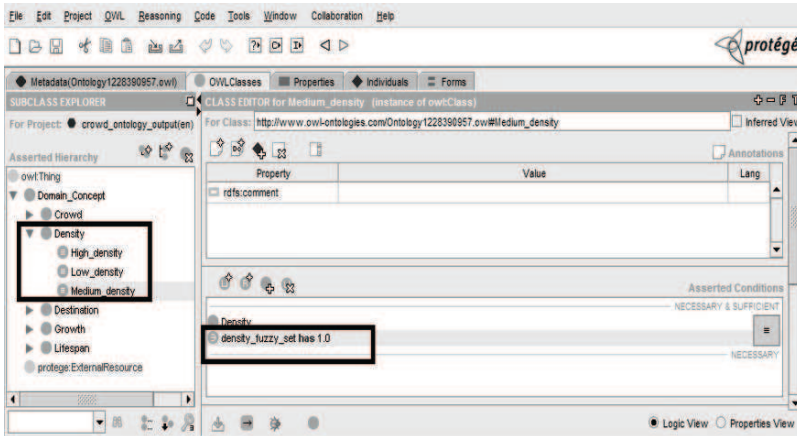 File Edit Project OWL Reasoning Code Tools Window Collaboration Help
protégé
Metadata(Ontology1228390957.owl) OWLClasses Properties Individuals Forms
SUBCLASS EXPLORER
CLASS EDITOR for Medium_density (instance of owl:Class)
For Project: crowd_ontology_output(en)
For Class: http://www.owl-ontologies.com/Ontology1228390957.owl#Medium_density
Inferred View
Asserted Hierarchy
Annotations
Property Value Lang
rdfs:comment
owl:Thing
Domain_Concept
Crowd
Density
High_density
Low_density
Medium_density
Destination
Growth
Lifespan
protege:ExternalResource
Asserted Conditions
NECESSARY & SUFFICIENT
Density
density_fuzzy_set has 1.0
NECESSARY
Logic View Properties View